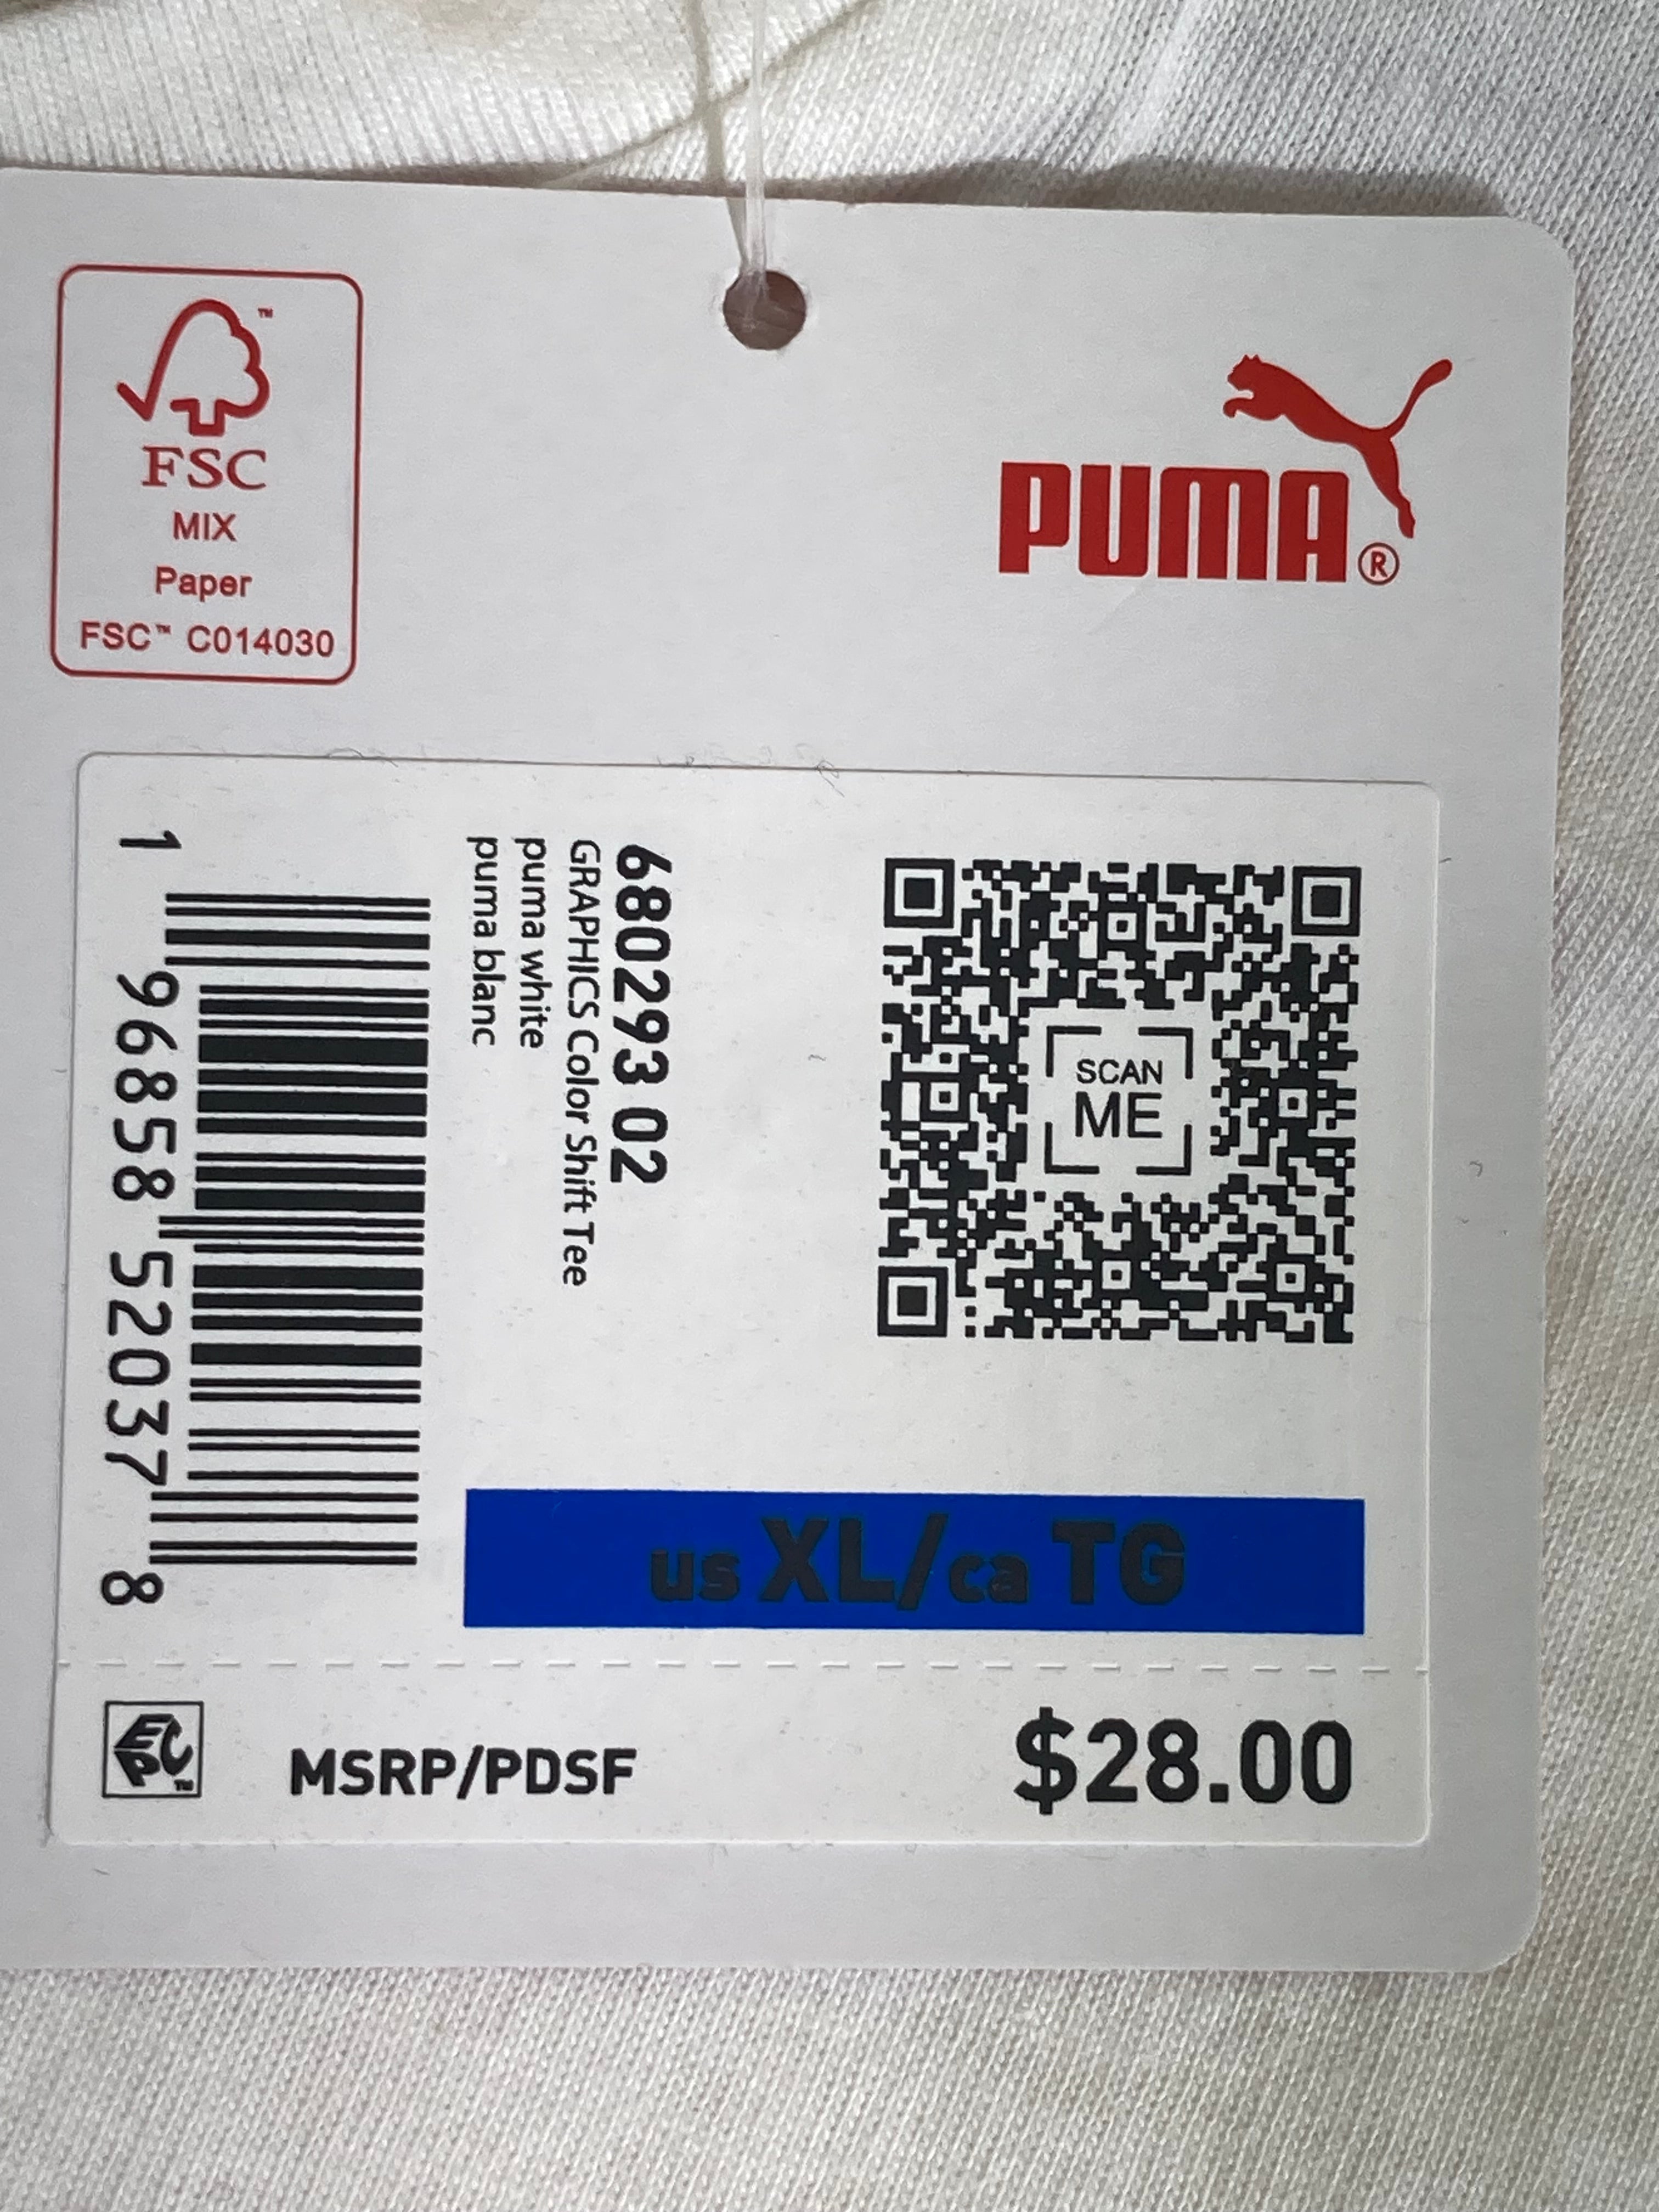 FSC
MIX
Paper
FSC™ C014030
PUMA®
680293 02
GRAPHICS Color Shift Tee
puma white
puma blanc
SCAN
ME
1 96858 52037 8
us XL/ca TG
EPC™
MSRP/PDSF
$28.00